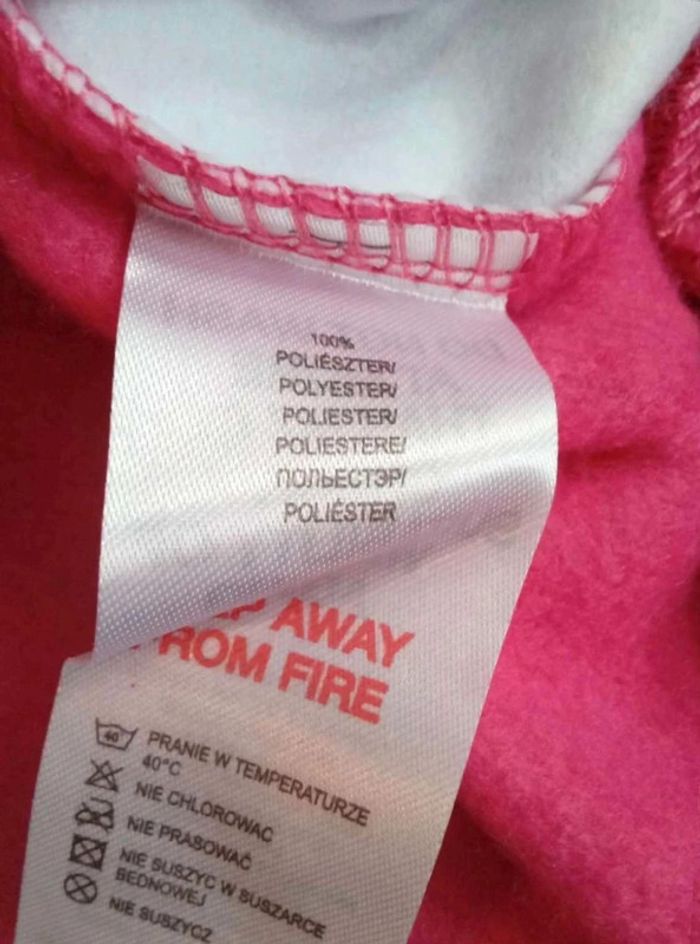 100%
POLIÉSZTER/
POLYESTER/
POLIESTER/
POLIESTERE/
ПОЛЬЕСТЭР/
POLIÉSTER
AWAY
FROM FIRE
40
PRANIE W TEMPERATURZE
40°C
NIE CHLOROWAC
NIE PRASOWAĆ
NIE SUSZYC W SUSZARCE
BEDNOWEJ
NIE SUSZYCZ